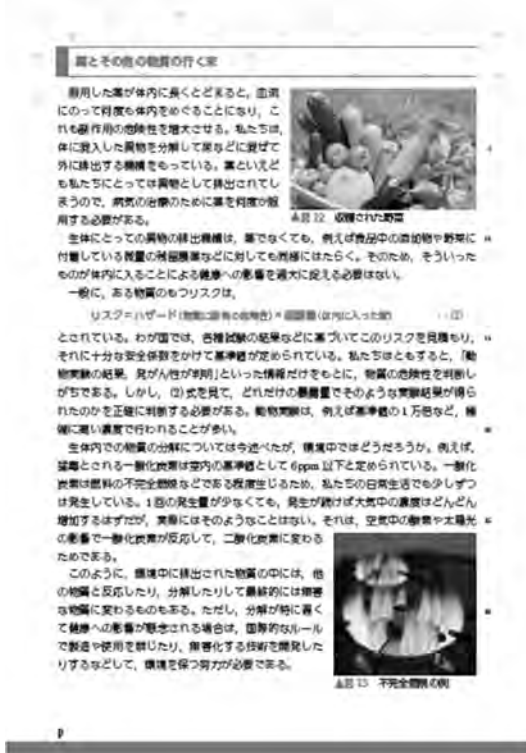 薬とその他の物質の行く末
服用した薬が体内に長くとどまると，血流
にのって何度も体内をめぐることになり，こ
れも副作用の危険性を増大させる。私たちは，
体に混入した異物を分解して尿などに混ぜて
外に排出する機構をもっている。薬といえど
も私たちにとっては異物として排出されてし
まうので，病気の治療のために薬を何度か服
用する必要がある。
▲図12 収穫された野菜
生体にとっての異物の排出機構は，薬でなくても，例えば食品中の添加物や野菜に
付着している微量の残留農薬などに対しても同様にはたらく。そのため，そういった
ものが体内に入ることによる健康への影響を過大に捉える必要はない。
一般に，ある物質のもつリスクは，
リスク＝ハザード(物質に固有の危険性)×暴露量(体内に入った量) …(2)
とされている。わが国では，各種試験の結果などに基づいてこのリスクを見積もり，
それに十分な安全係数をかけて基準値が定められている。私たちはともすると，「動
物実験の結果，発がん性が判明」といった情報だけをもとに，物質の危険性を判断し
がちである。しかし，(2)式を見て，どれだけの暴露量でそのような実験結果が得ら
れたのかを正確に判断する必要がある。動物実験は，例えば基準値の1万倍など，極
端に高い濃度で行われることが多い。
生体内での物質の分解については今述べたが，環境中ではどうだろうか。例えば，
猛毒とされる一酸化炭素は室内の基準値として6ppm以下と定められている。一酸化
炭素は燃料の不完全燃焼などである程度生じるため，私たちの日常生活でも少しずつ
は発生している。1回の発生量が少なくても，発生が続けば大気中の濃度はどんどん
増加するはずだが，実際にはそのようなことはない。それは，空気中の酸素や太陽光
の影響で一酸化炭素が反応して，二酸化炭素に変わる
ためである。
このように，環境中に排出された物質の中には，他
の物質と反応したり，分解したりして最終的には無害
な物質に変わるものもある。ただし，分解が特に遅く
て健康への影響が懸念される場合は，国際的なルール
で製造や使用を禁じたり，無害化する技術を開発した
りするなどして，環境を保つ努力が必要である。
▲図13 不完全燃焼の例